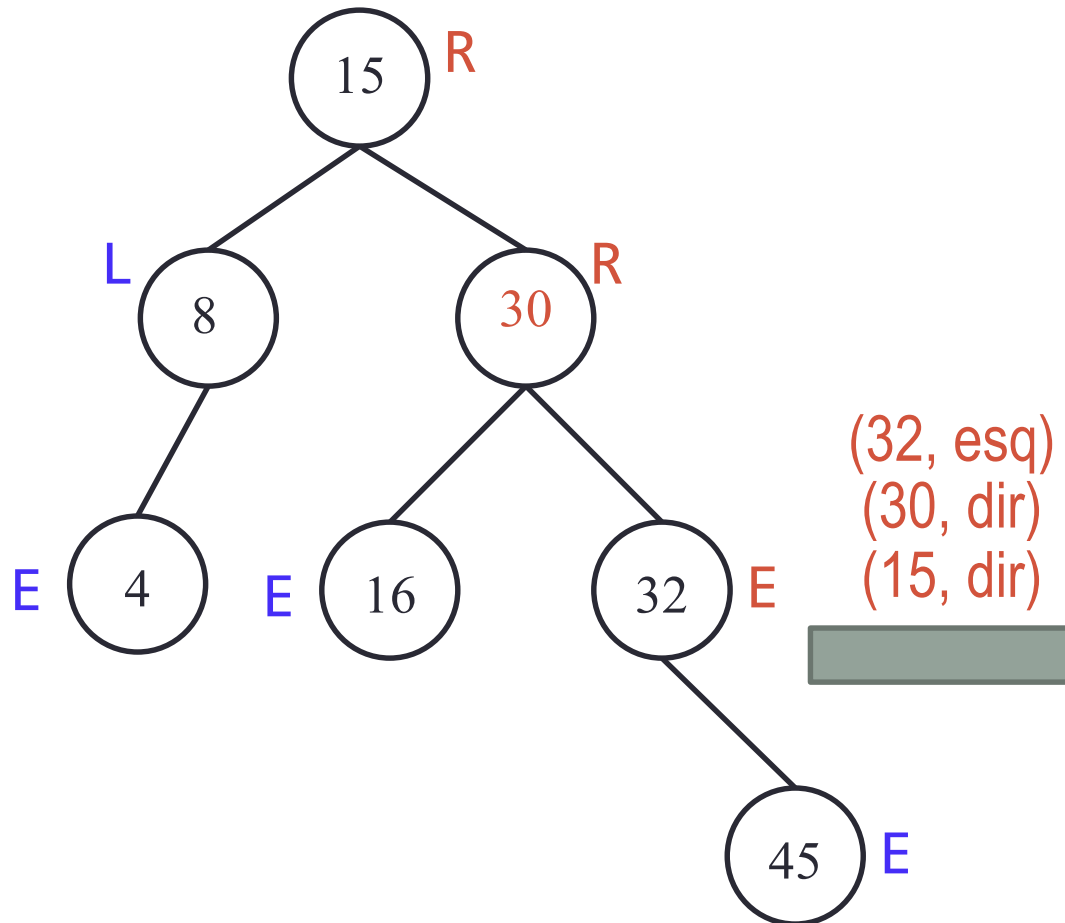 15 R
L 8 30 R
(32, esq)
(30, dir)
(15, dir)
E 4 E 16 32 E
45 E